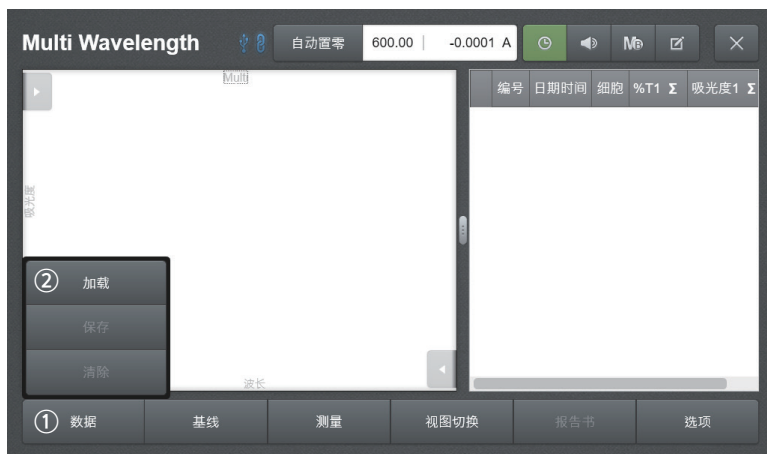 Multi Wavelength 自动置零 600.00 -0.0001 A
Multi
编号 日期时间 细胞 %T1 Σ 吸光度1 Σ
吸光度
② 加载
保存
清除
波长
① 数据 基线 测量 视图切换 报告书 选项